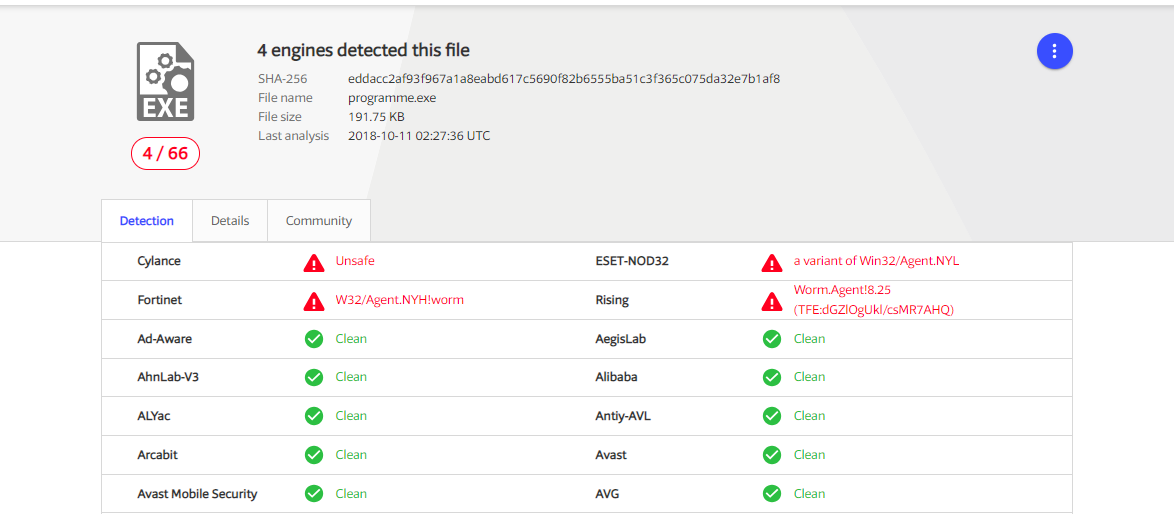 4 engines detected this file
SHA-256 eddacc2af93f967a1a8eabd617c5690f82b6555ba51c3f365c075da32e7b1af8
File name programme.exe
File size 191.75 KB
Last analysis 2018-10-11 02:27:36 UTC
EXE
4 / 66
Detection Details Community
Cylance Unsafe ESET-NOD32 a variant of Win32/Agent.NYL
Fortinet W32/Agent.NYH!worm Rising Worm.Agent!8.25
(TFE:dGZlOgUkl/csMR7AHQ)
Ad-Aware Clean AegisLab Clean
AhnLab-V3 Clean Alibaba Clean
ALYac Clean Antiy-AVL Clean
Arcabit Clean Avast Clean
Avast Mobile Security Clean AVG Clean